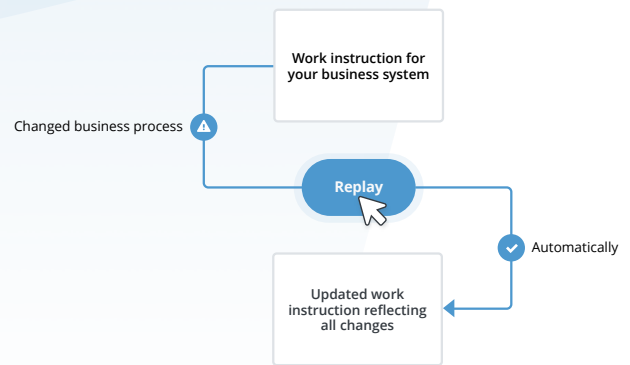 Work instruction for
your business system
Changed business process
Replay
Automatically
Updated work
instruction reflecting
all changes